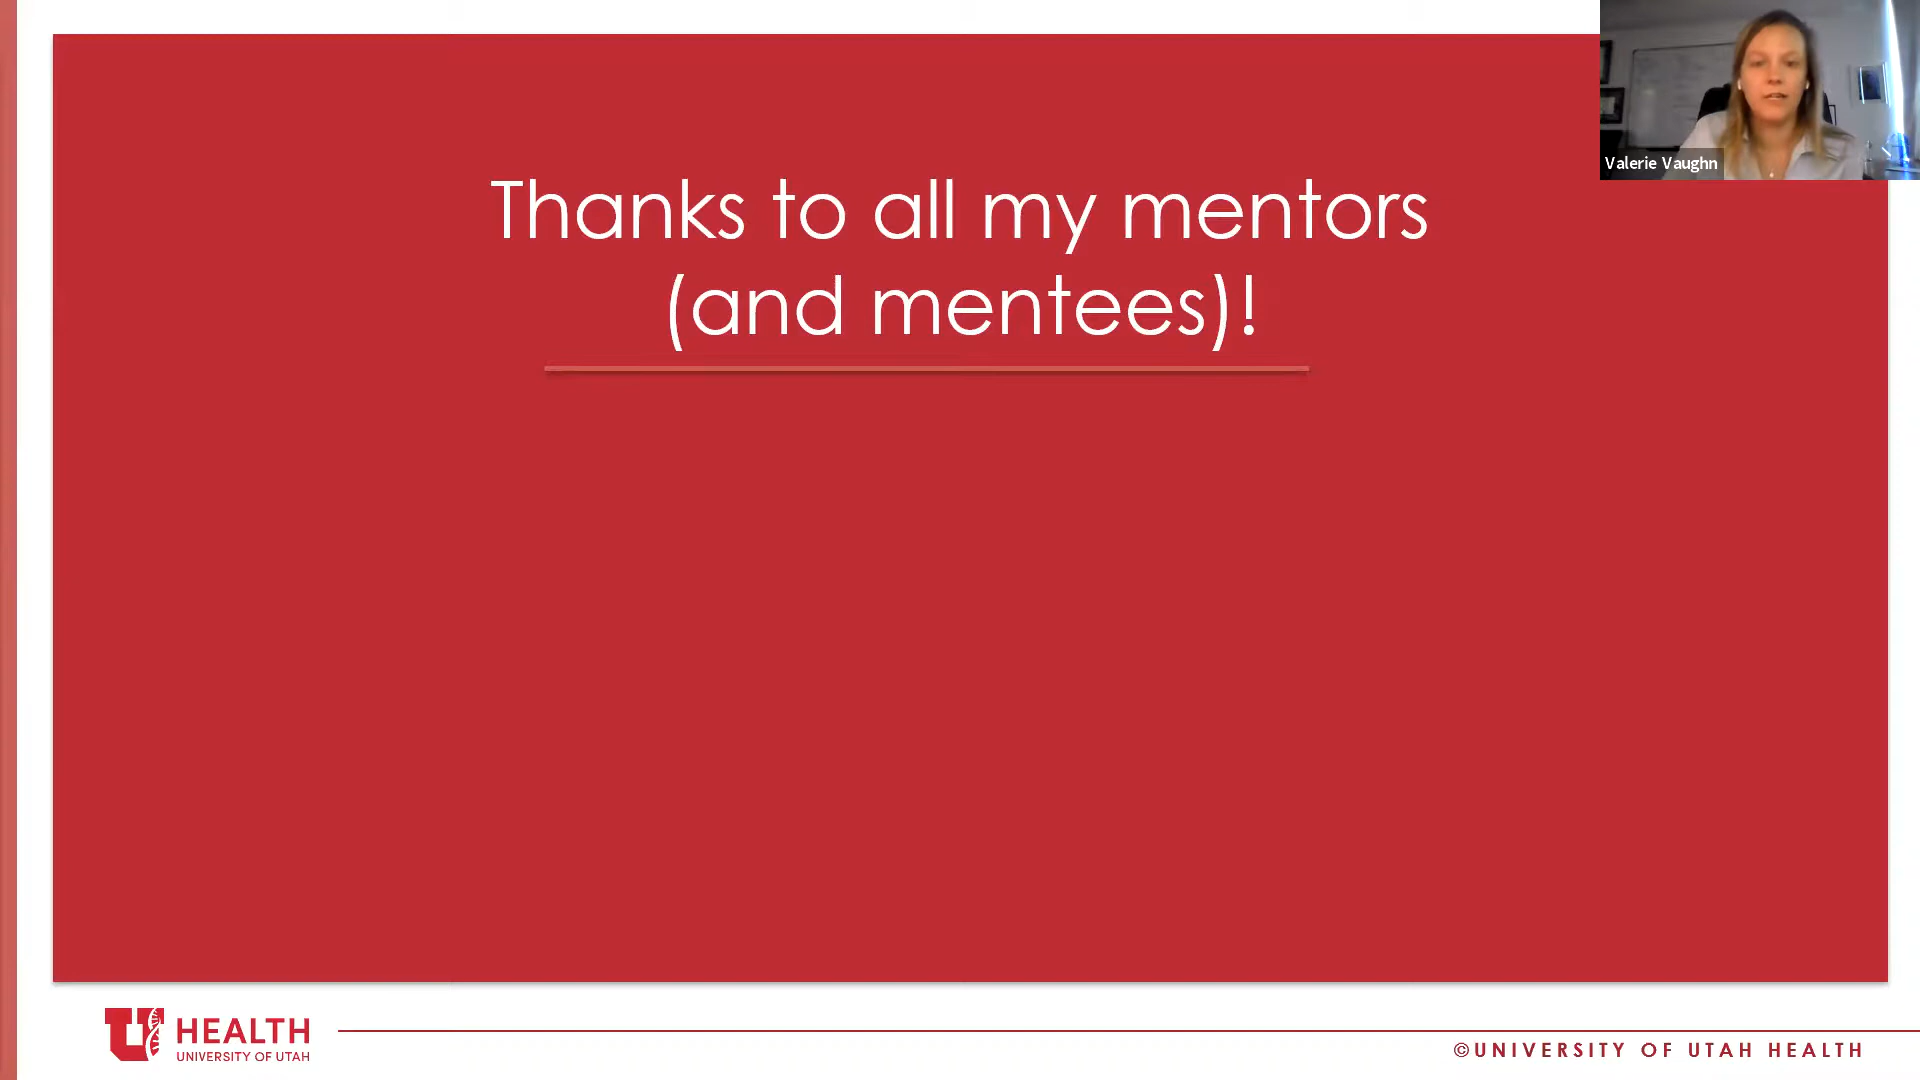 Valerie Vaughn
Thanks to all my mentors
(and mentees)!
U HEALTH
UNIVERSITY OF UTAH
©UNIVERSITY OF UTAH HEALTH